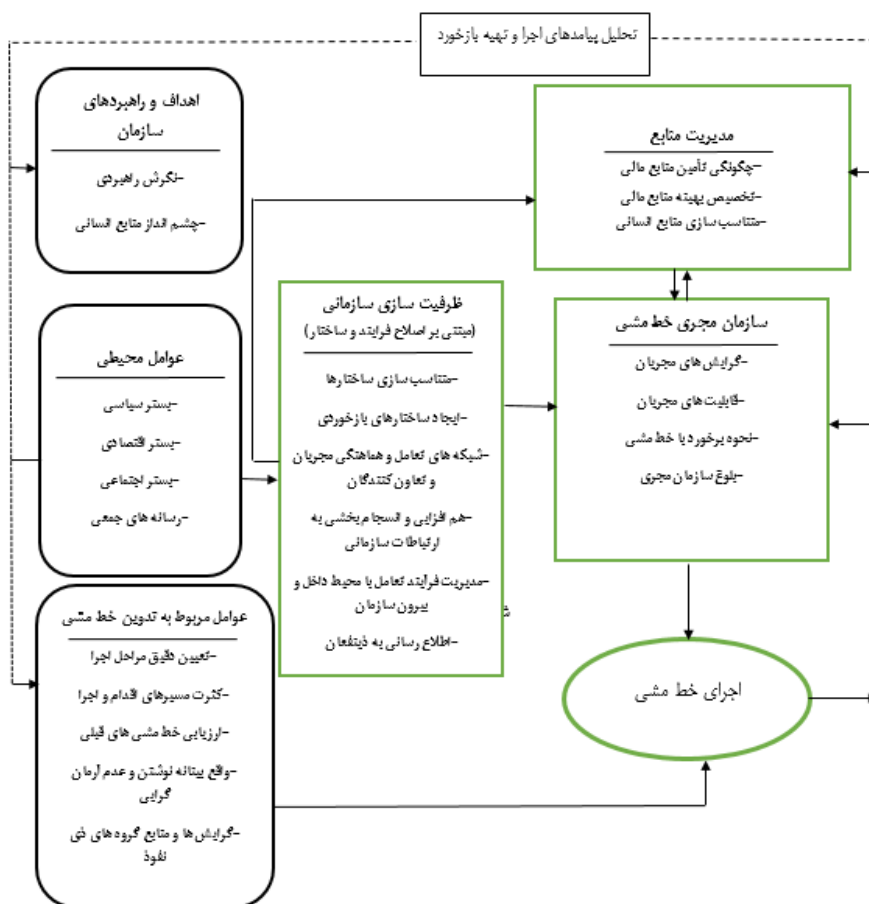 تحلیل پیامدهای اجرا و تهیه بازخورد
اهداف و راهبردهای
سازمان
-نگرش راهبردی
-چشم انداز منابع انسانی
مدیریت منابع
-چگونگی تأمین منابع مالی
-تخصیص بهینه منابع مالی
-متناسب سازی منابع انسانی
ظرفیت سازی سازمانی
(مبتنی بر اصلاح فرایند و ساختار)
-متناسب سازی ساختارها
-ایجاد ساختارهای بازخوردی
-شبکه های تعامل و هماهنگی مجریان
و تعاون کنندگان
-هم افزایی و انسجام‌بخشی به
ارتباطات سازمانی
-مدیریت فرآیند تعامل با محیط داخل و
بیرون سازمان
-اطلاع رسانی به ذینفعان
سازمان مجری خط مشی
-گرایش های مجریان
-قابلیت‌های مجریان
-نحوه برخورد با خط مشی
-بلوغ سازمان مجری
عوامل محیطی
-بستر سیاسی
-بستر اقتصادی
-بستر اجتماعی
-رسانه های جمعی
عوامل مربوط به تدوین خط مشی
-تعیین دقیق مراحل اجرا
-کثرت مسیرهای اقدام و اجرا
-ارزیابی خط مشی های قبلی
-واقع بینانه نوشتن و عدم آرمان
گرایی
-گرایش ها و منابع گروه های ذی
نفوذ
اجرای خط مشی